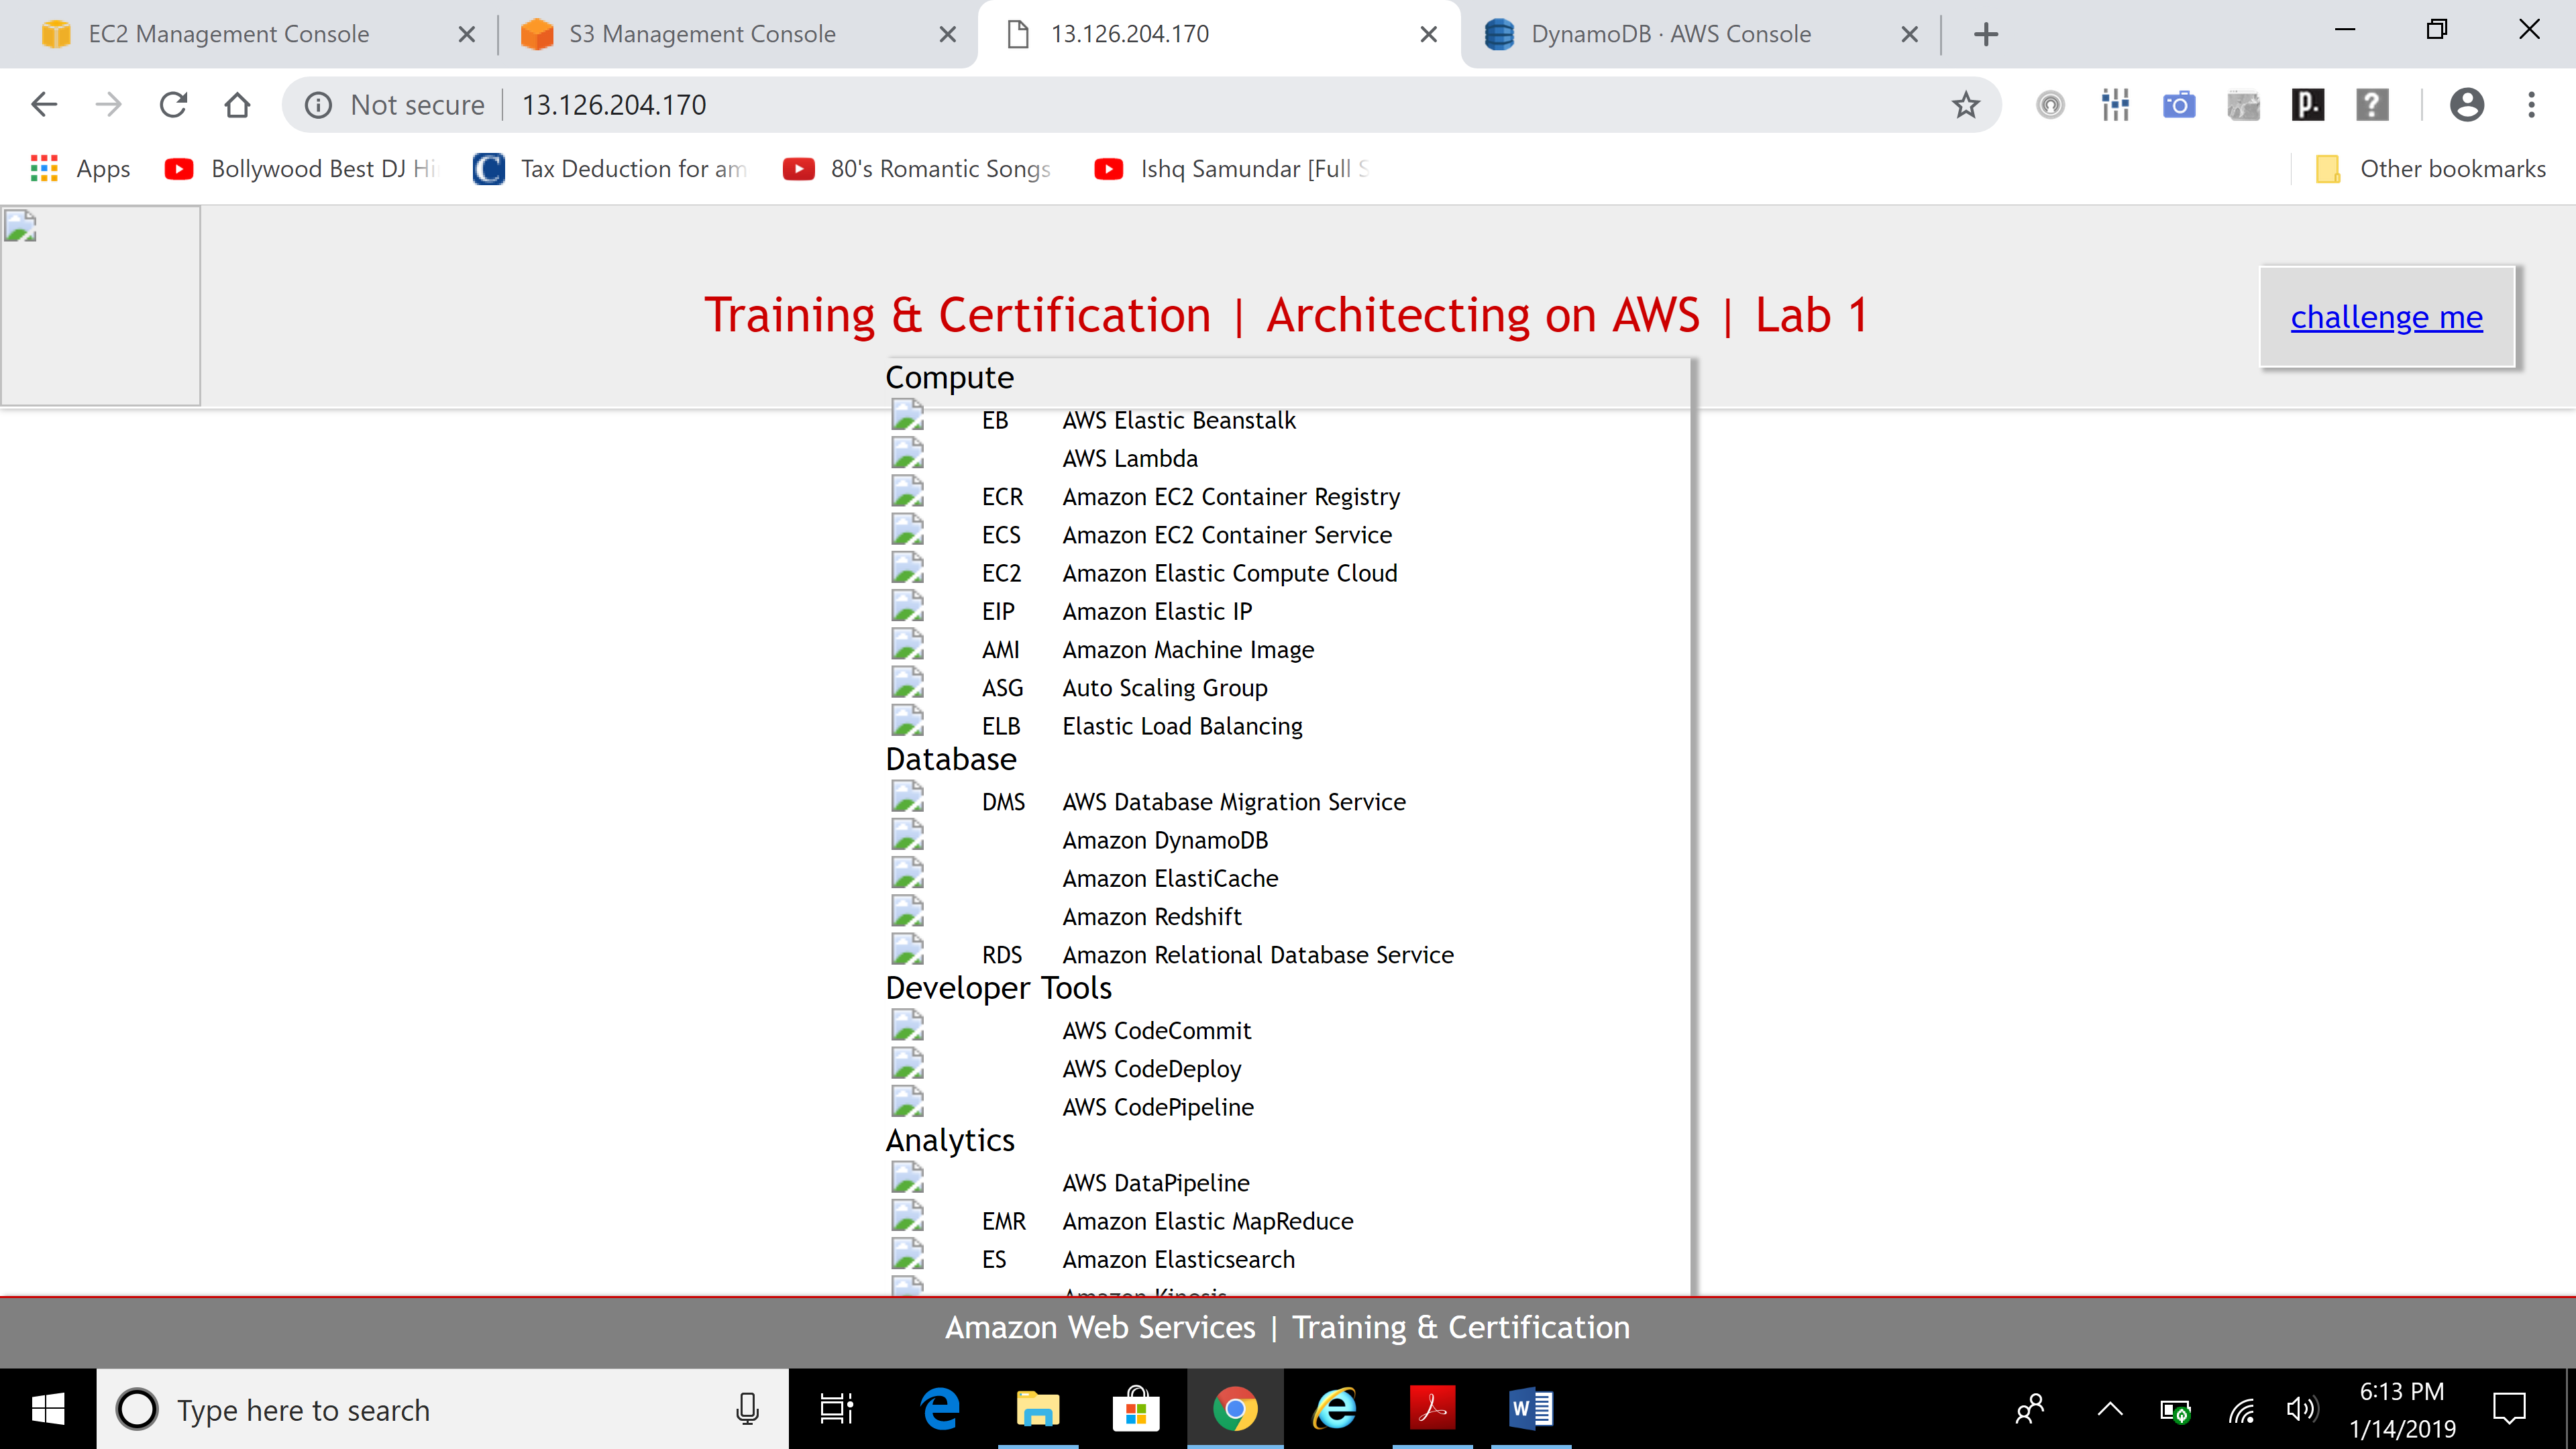 EC2 Management Console
S3 Management Console
13.126.204.170
DynamoDB · AWS Console
Not secure
13.126.204.170
p.
?
Apps
Bollywood Best DJ Hi
Tax Deduction for am
80's Romantic Songs
Ishq Samundar [Full S
Other bookmarks
Training & Certification | Architecting on AWS | Lab 1
challenge me
Compute
EB AWS Elastic Beanstalk
AWS Lambda
ECR Amazon EC2 Container Registry
ECS Amazon EC2 Container Service
EC2 Amazon Elastic Compute Cloud
EIP Amazon Elastic IP
AMI Amazon Machine Image
ASG Auto Scaling Group
ELB Elastic Load Balancing
Database
DMS AWS Database Migration Service
Amazon DynamoDB
Amazon ElastiCache
Amazon Redshift
RDS Amazon Relational Database Service
Developer Tools
AWS CodeCommit
AWS CodeDeploy
AWS CodePipeline
Analytics
AWS DataPipeline
EMR Amazon Elastic MapReduce
ES Amazon Elasticsearch
Amazon Kinesis
Amazon Web Services | Training & Certification
Type here to search
6:13 PM
1/14/2019